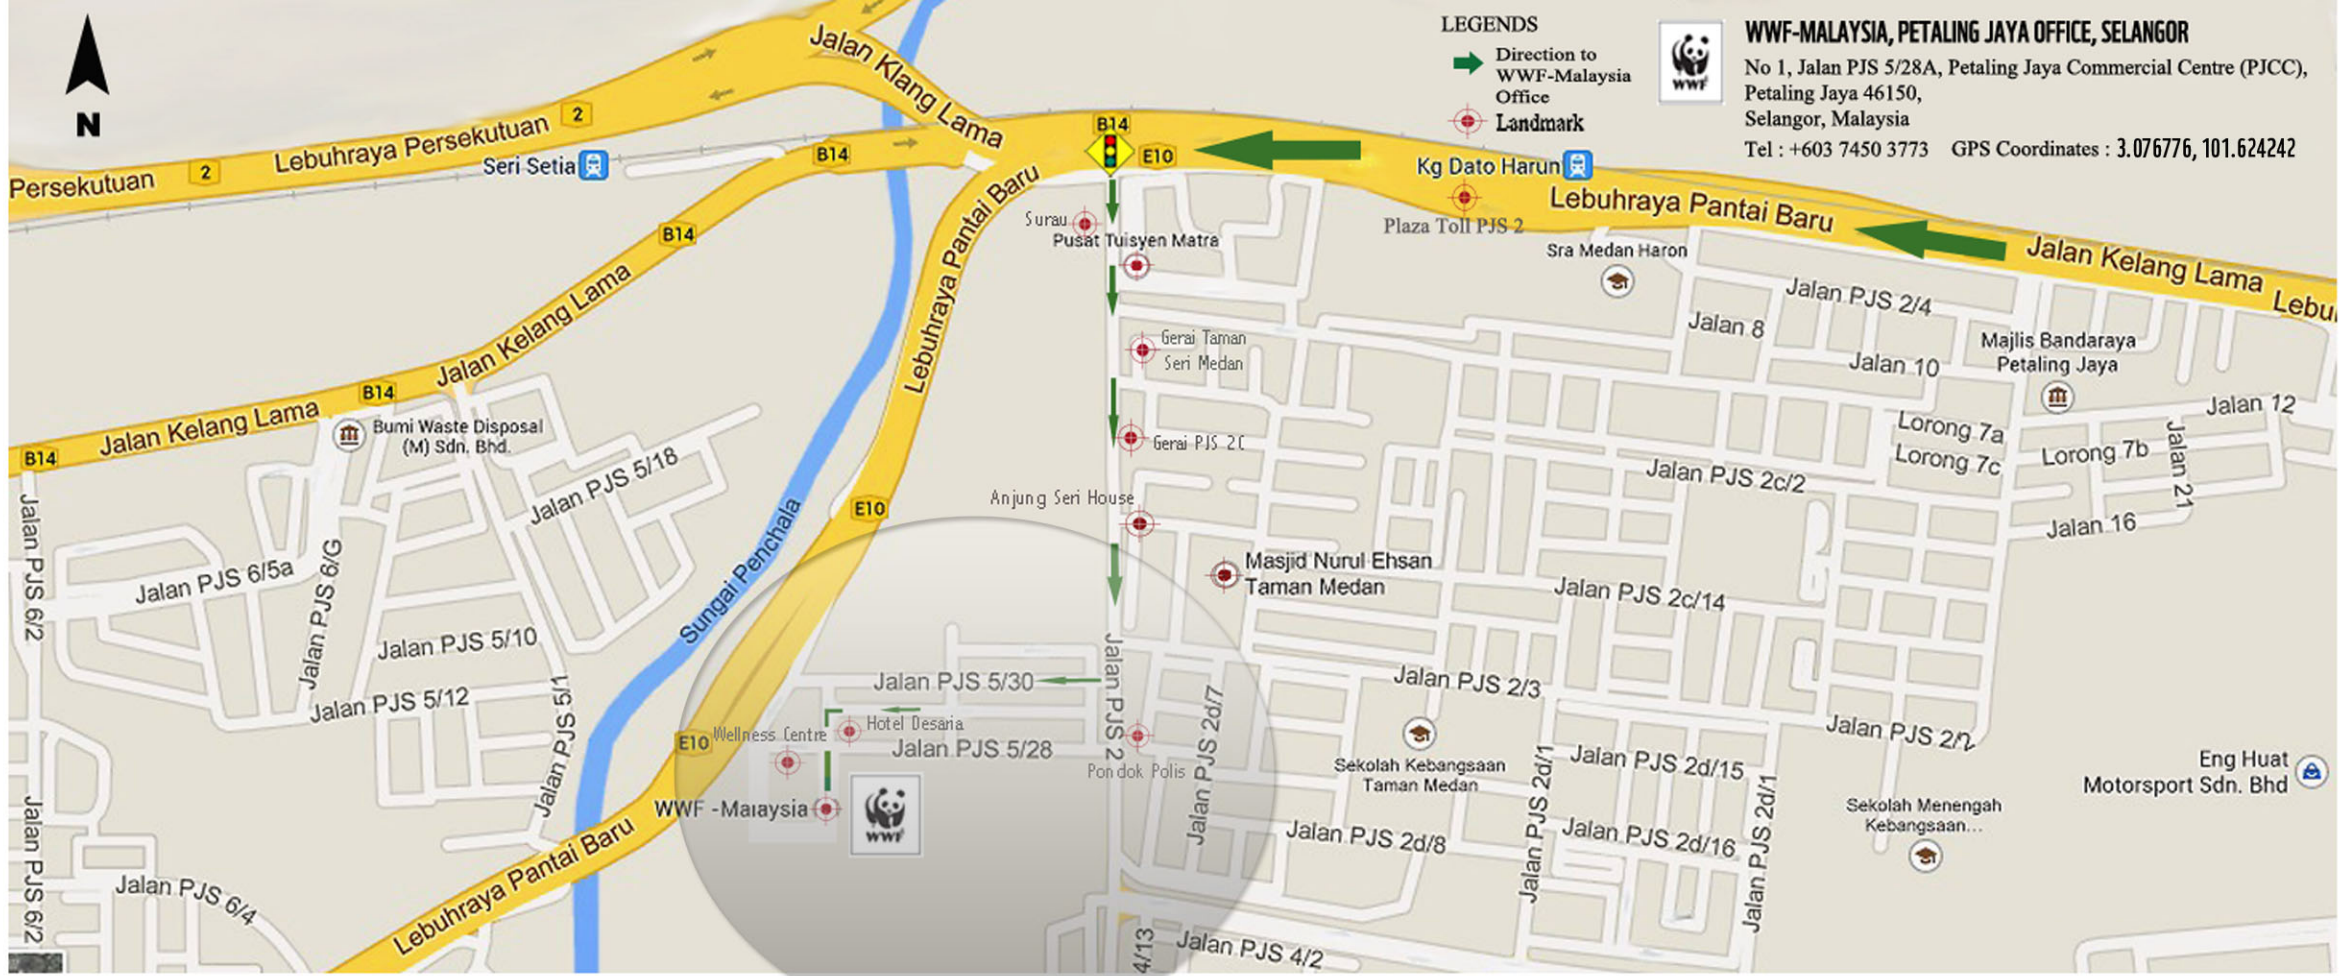 N
LEGENDS
Direction to
WWF-Malaysia
Office
Landmark
WWF
WWF-MALAYSIA, PETALING JAYA OFFICE, SELANGOR
No 1, Jalan PJS 5/28A, Petaling Jaya Commercial Centre (PJCC),
Petaling Jaya 46150,
Selangor, Malaysia
Tel : +603 7450 3773 GPS Coordinates : 3.076776, 101.624242
Jalan Klang Lama
2
Lebuhraya Persekutuan
2
Persekutuan
Seri Setia
B14
B14
E10
Kg Dato Harun
Lebuhraya Pantai Baru
Plaza Toll PJS 2
Jalan Kelang Lama
Lebu
B14
Surau
Pusat Tuisyen Matra
Sra Medan Haron
Jalan PJS 2/4
Jalan 8
Jalan 10
Majlis Bandaraya
Petaling Jaya
Jalan Kelang Lama
Lebuhraya Pantai Baru
Gerai Taman
Seri Medan
B14
Jalan Kelang Lama
B14
Bumi Waste Disposal
(M) Sdn. Bhd.
Gerai PJS 2C
Jalan 12
Lorong 7a
Lorong 7c
Lorong 7b
Jalan 21
Jalan PJS 2c/2
Jalan 16
Jalan PJS 5/18
Anjung Seri House
E10
Sungai Penchala
Masjid Nurul Ehsan
Taman Medan
Jalan PJS 2c/14
Jalan PJS 6/2
Jalan PJS 6/5a
Jalan PJS 6/G
Jalan PJS 5/10
Jalan PJS 5/12
Jalan PJS 5/1
Jalan PJS 5/30
Jalan PJS 2
Jalan PJS 2d/7
Jalan PJS 2/3
Jalan PJS 2/2
Hotel Desaria
Wellness Centre
Jalan PJS 5/28
Pondok Polis
E10
WWF -Malaysia
WWF
Sekolah Kebangsaan
Taman Medan
Jalan PJS 2d/1
Jalan PJS 2d/15
Jalan PJS 2d/1
Eng Huat
Motorsport Sdn. Bhd
Sekolah Menengah
Kebangsaan...
Jalan PJS 2d/8
Jalan PJS 2d/16
Jalan PJS 6/2
Jalan PJS 6/4
Lebuhraya Pantai Baru
4/13
Jalan PJS 4/2